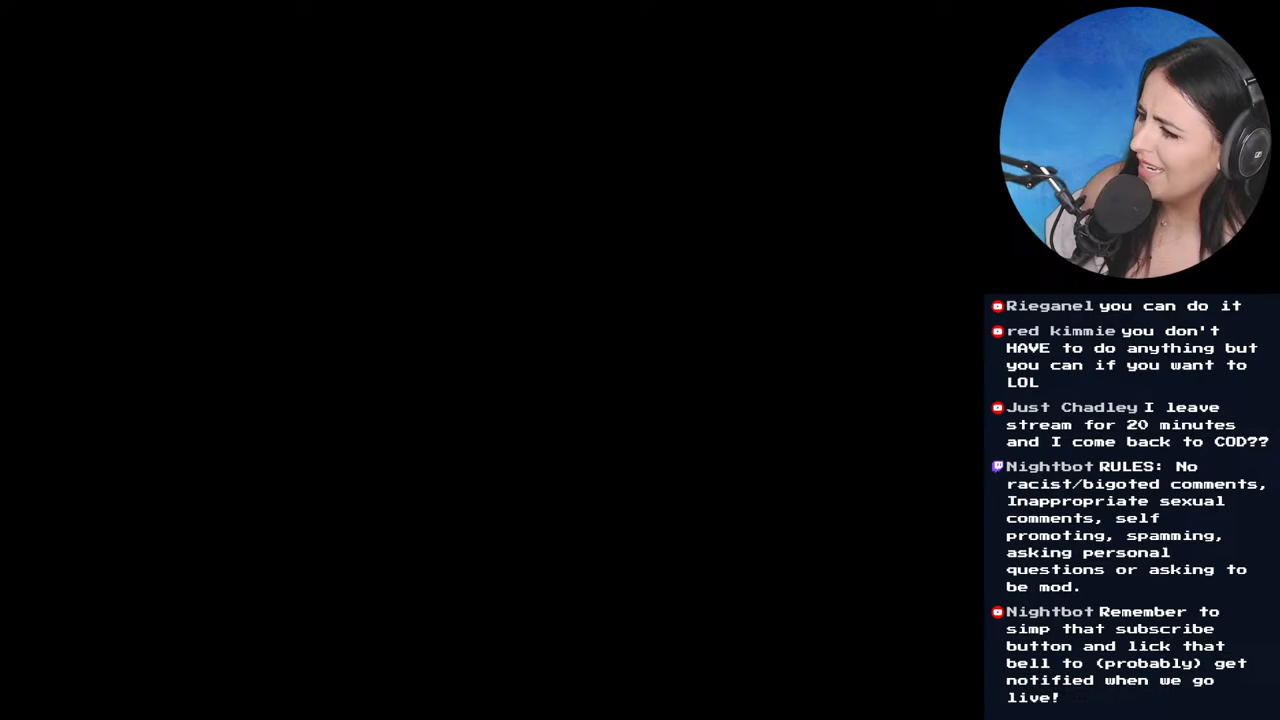 Rieganel you can do it
red kimmie you don't
HAVE to do anything but
you can if you want to
LOL
Just Chadley I leave
stream for 20 minutes
and I come back to COD??
Nightbot RULES: No
racist/bigoted comments,
Inappropriate sexual
comments, self
promoting, spamming,
asking personal
questions or asking to
be mod.
Nightbot Remember to
simp that subscribe
button and lick that
bell to (probably) get
notified when we go
live!